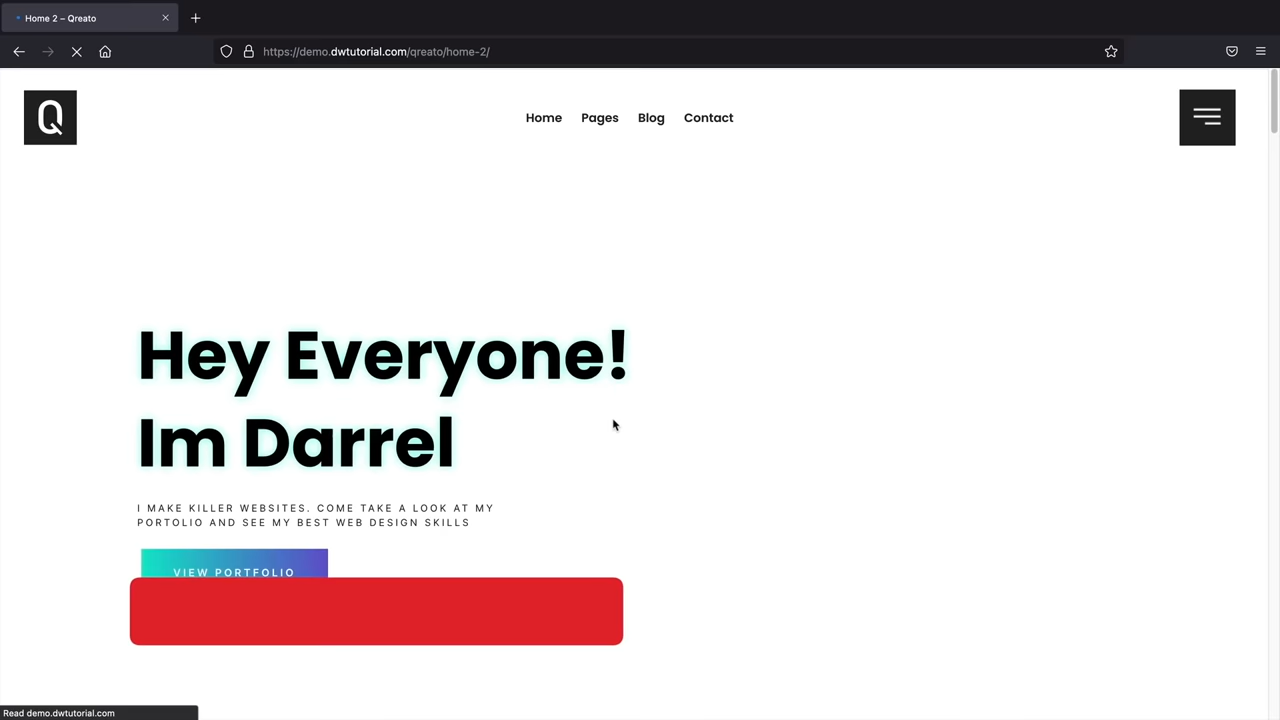 Home 2 – Qreato
https://demo.dwtutorial.com/qreato/home-2/
Q
Home Pages Blog Contact
Hey Everyone!
Im Darrel
I MAKE KILLER WEBSITES. COME TAKE A LOOK AT MY
PORTOLIO AND SEE MY BEST WEB DESIGN SKILLS
VIEW PORTFOLIO
Read demo.dwtutorial.com